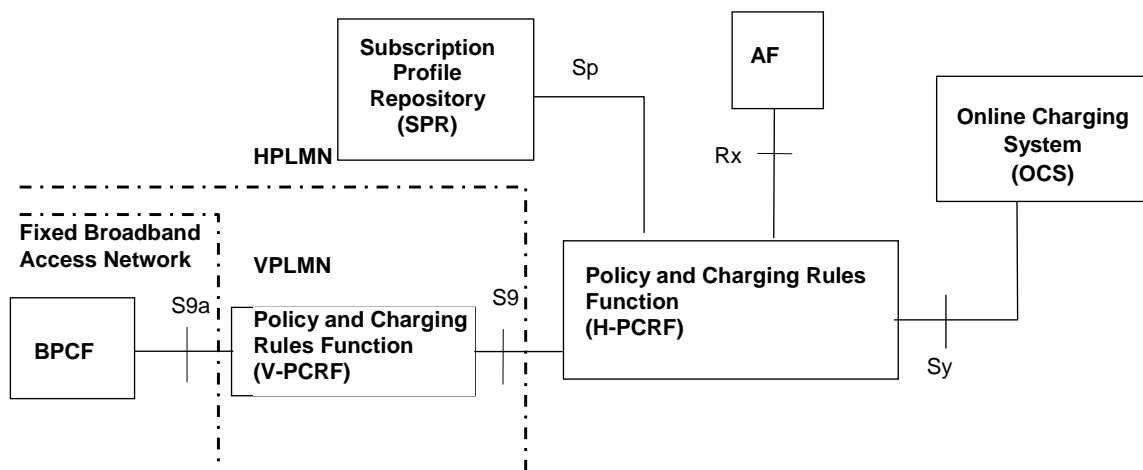 Subscription
Profile
Repository
(SPR)
Sp
AF
Online Charging
System
(OCS)
Rx
HPLMN
Fixed Broadband
Access Network
VPLMN
S9a
S9
Policy and Charging Rules
Function
(H-PCRF)
BPCF
Policy and Charging
Rules Function
(V-PCRF)
Sy